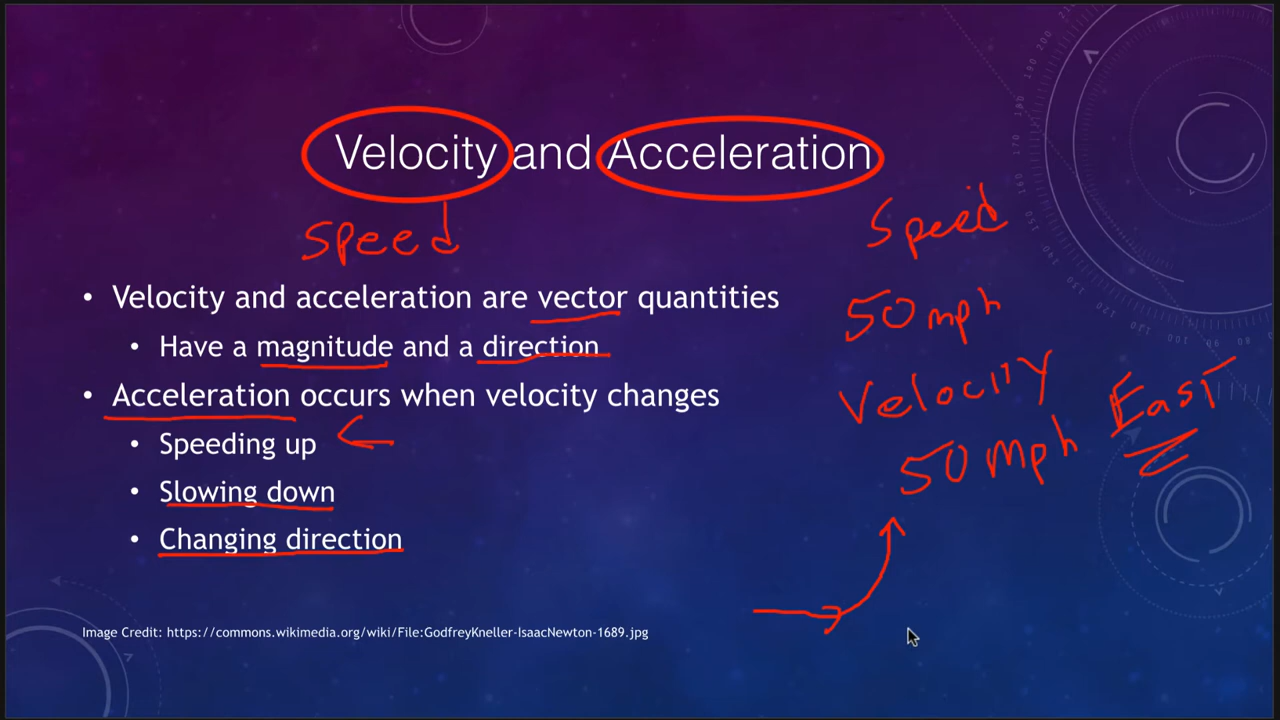 Velocity and Acceleration
Speed
Speed
• Velocity and acceleration are vector quantities
50 mph
• Have a magnitude and a direction
• Acceleration occurs when velocity changes
Velocity
• Speeding up
50 mph East
• Slowing down
• Changing direction
Image Credit: https://commons.wikimedia.org/wiki/File:GodfreyKneller-IsaacNewton-1689.jpg